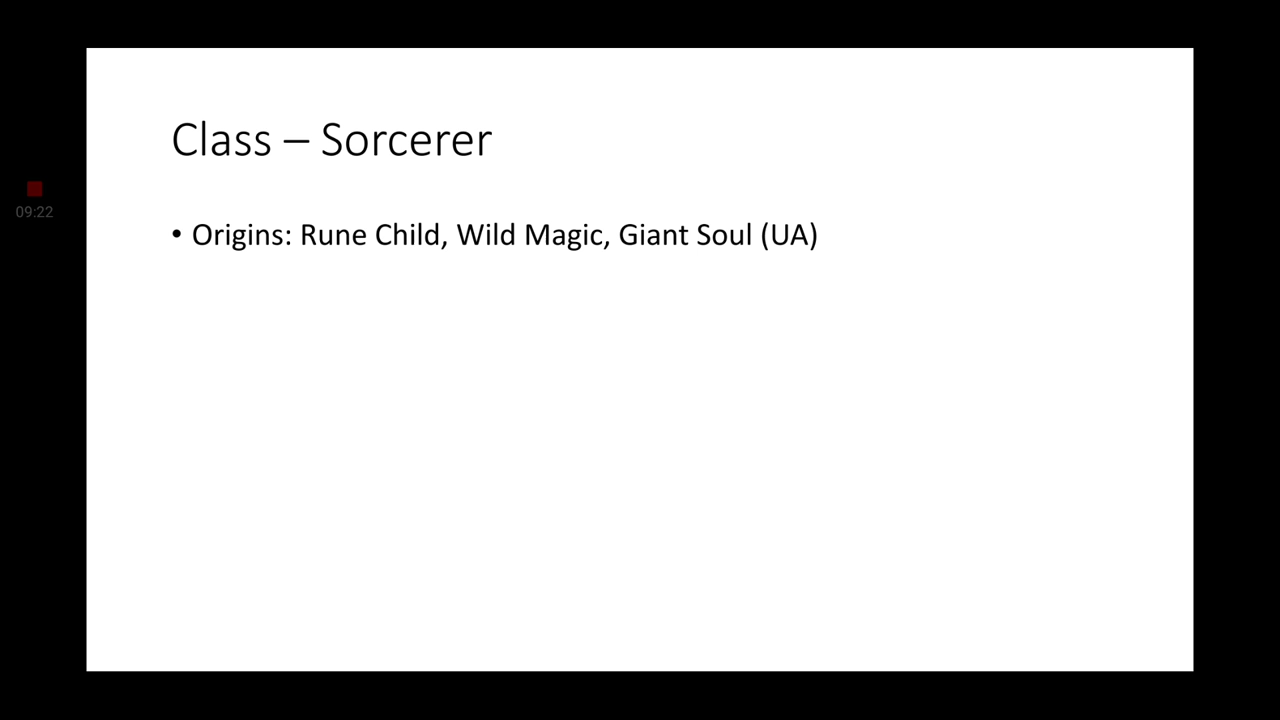 Class – Sorcerer
09:22
• Origins: Rune Child, Wild Magic, Giant Soul (UA)